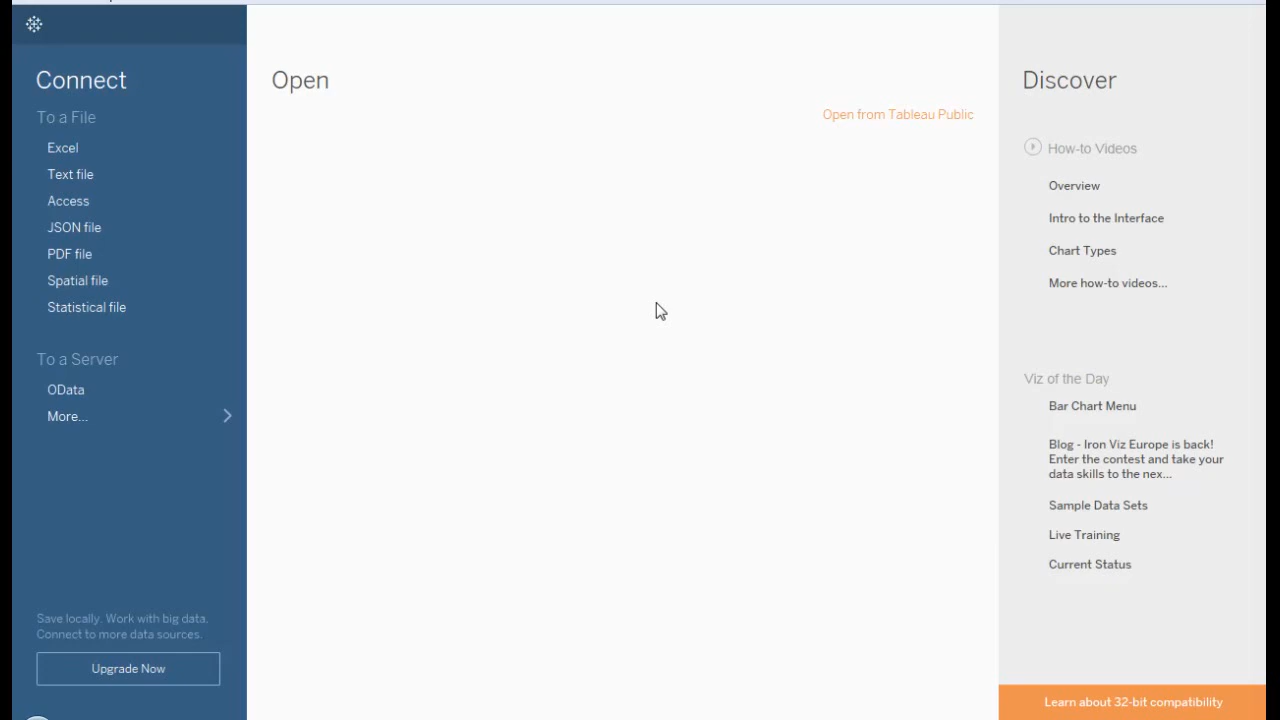 Connect
To a File
Excel
Text file
Access
JSON file
PDF file
Spatial file
Statistical file
To a Server
OData
More...
Save locally. Work with big data.
Connect to more data sources.
Upgrade Now
Open
Open from Tableau Public
Discover
How-to Videos
Overview
Intro to the Interface
Chart Types
More how-to videos...
Viz of the Day
Bar Chart Menu
Blog - Iron Viz Europe is back!
Enter the contest and take your
data skills to the nex...
Sample Data Sets
Live Training
Current Status
Learn about 32-bit compatibility